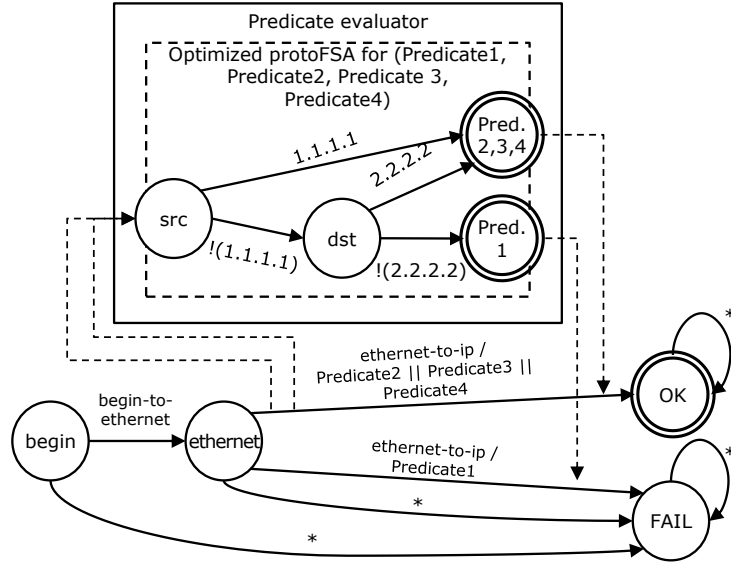 Predicate evaluator
Optimized protoFSA for (Predicate1,
Predicate2, Predicate 3,
Predicate4)
1.1.1.1
Pred.
2,3,4
2.2.2.2
src
!(1.1.1.1)
dst
!(2.2.2.2)
Pred.
1
ethernet-to-ip /
Predicate2 || Predicate3 ||
Predicate4
*
OK
begin-to-
ethernet
begin
ethernet
ethernet-to-ip /
Predicate1
*
*
FAIL
*